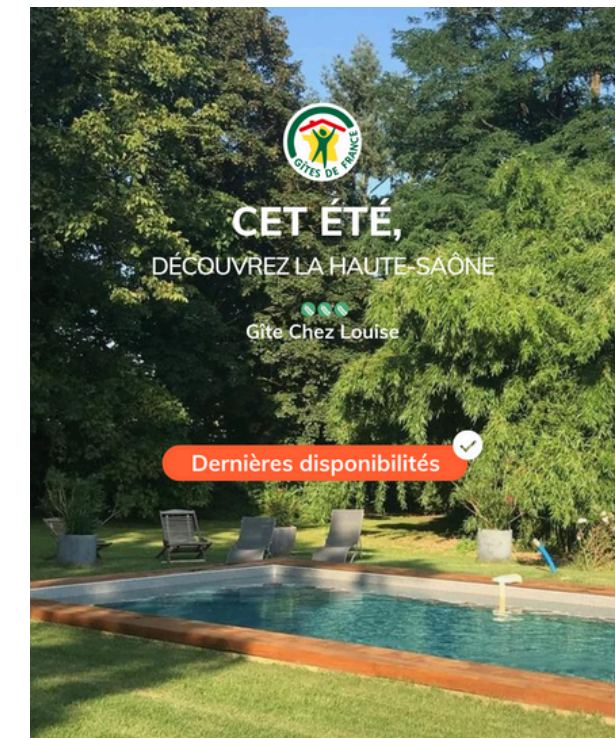 GÎTES DE FRANCE
CET ÉTÉ,
DÉCOUVREZ LA HAUTE-SAÔNE
Gîte Chez Louise
Dernières disponibilités